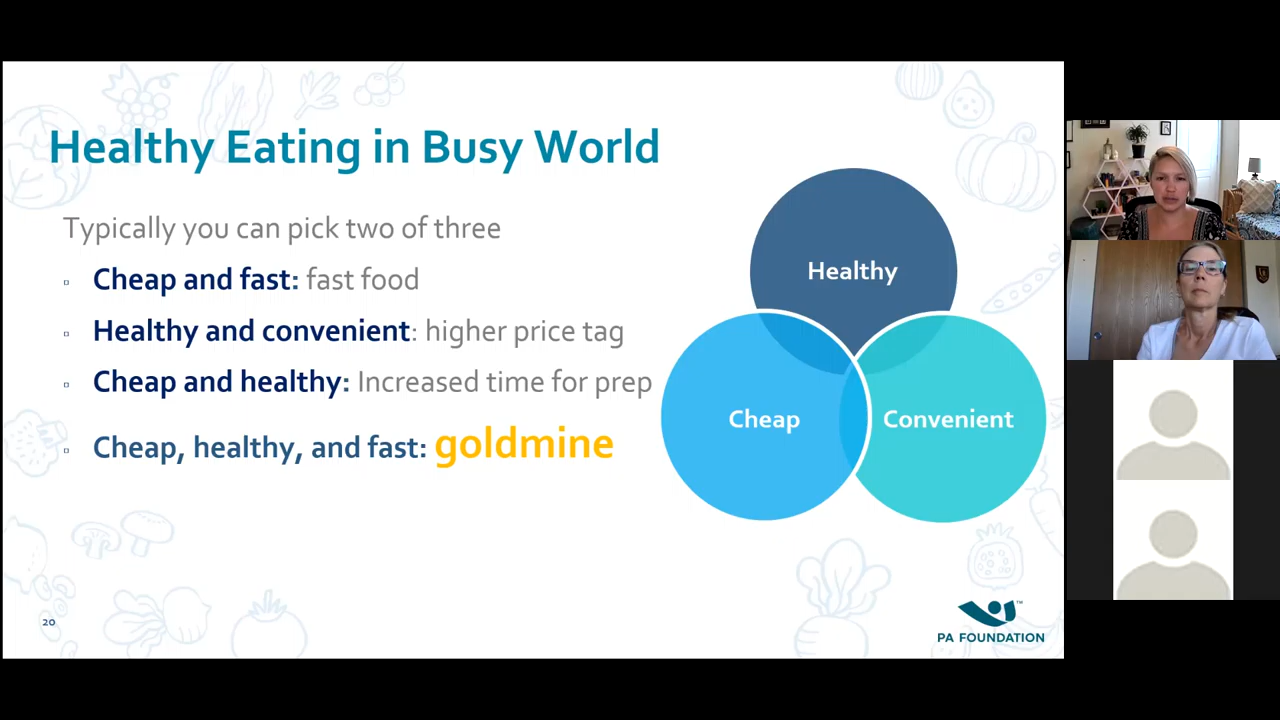 Healthy Eating in Busy World
Typically you can pick two of three
Cheap and fast: fast food
Healthy and convenient: higher price tag
Cheap and healthy: Increased time for prep
Cheap, healthy, and fast: goldmine
Healthy
Cheap
Convenient
20
PA FOUNDATION™